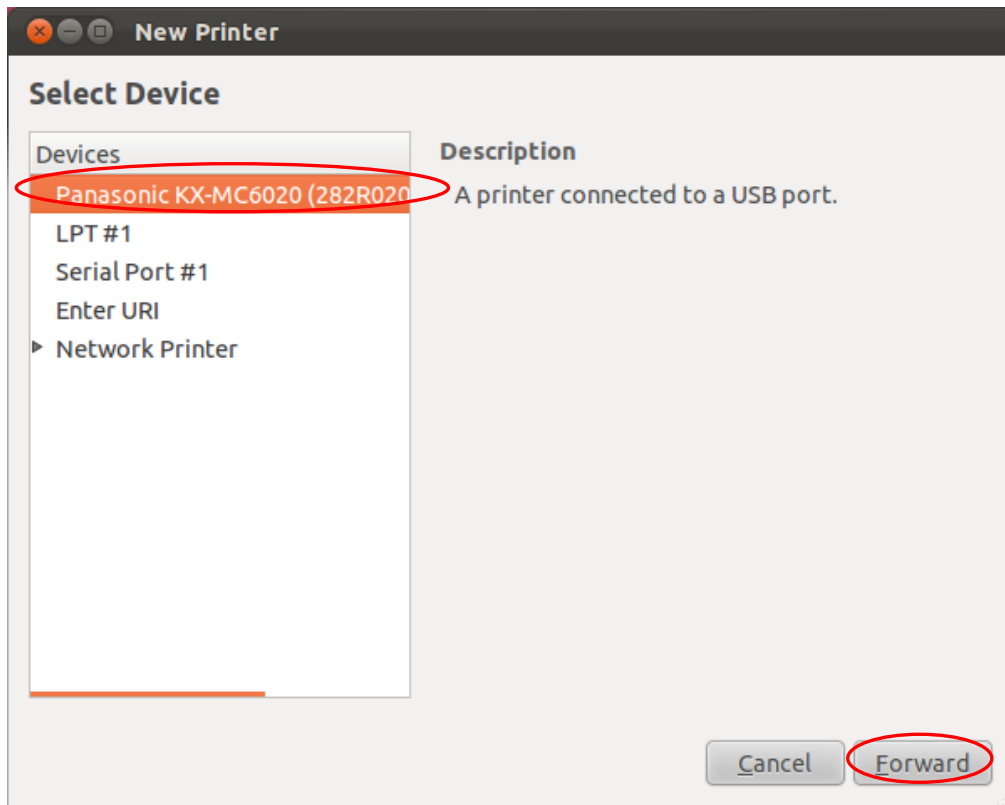 New Printer
Select Device
Devices
Panasonic KX-MC6020 (282R020
LPT #1
Serial Port #1
Enter URI
Network Printer
Description
A printer connected to a USB port.
Cancel
Forward